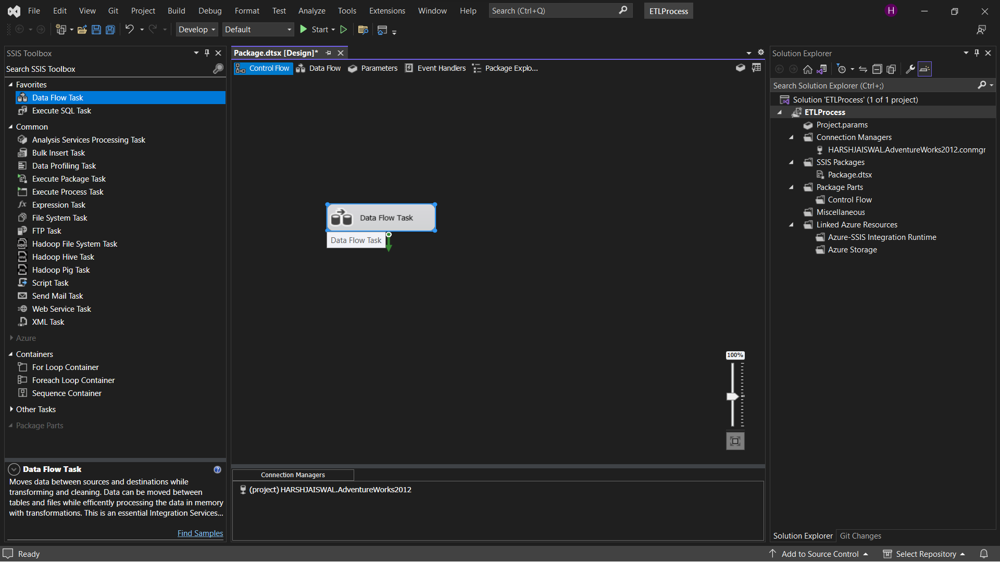 File Edit View Git Project Build Debug Format Test Analyze Tools Extensions Window Help Search (Ctrl+Q) ETLProcess H
Develop Default Start
SSIS Toolbox
Search SSIS Toolbox
Favorites
Data Flow Task
Execute SQL Task
Common
Analysis Services Processing Task
Bulk Insert Task
Data Profiling Task
Execute Package Task
Execute Process Task
Expression Task
File System Task
FTP Task
Hadoop File System Task
Hadoop Hive Task
Hadoop Pig Task
Script Task
Send Mail Task
Web Service Task
XML Task
Azure
Containers
For Loop Container
Foreach Loop Container
Sequence Container
Other Tasks
Package Parts
Data Flow Task
Moves data between sources and destinations while
transforming and cleaning. Data can be moved between
tables and files while efficently processing the data in memory
with transformations. This is an essential Integration Services...
Find Samples
Package.dtsx [Design]*
Control Flow Data Flow Parameters Event Handlers Package Explo...
Data Flow Task
Data Flow Task
100%
Connection Managers
(project) HARSHJAISWAL.AdventureWorks2012
Solution Explorer
Search Solution Explorer (Ctrl+;)
Solution 'ETLProcess' (1 of 1 project)
ETLProcess
Project.params
Connection Managers
HARSHJAISWAL.AdventureWorks2012.conmgr
SSIS Packages
Package.dtsx
Package Parts
Control Flow
Miscellaneous
Linked Azure Resources
Azure-SSIS Integration Runtime
Azure Storage
Solution Explorer Git Changes
Ready Add to Source Control Select Repository